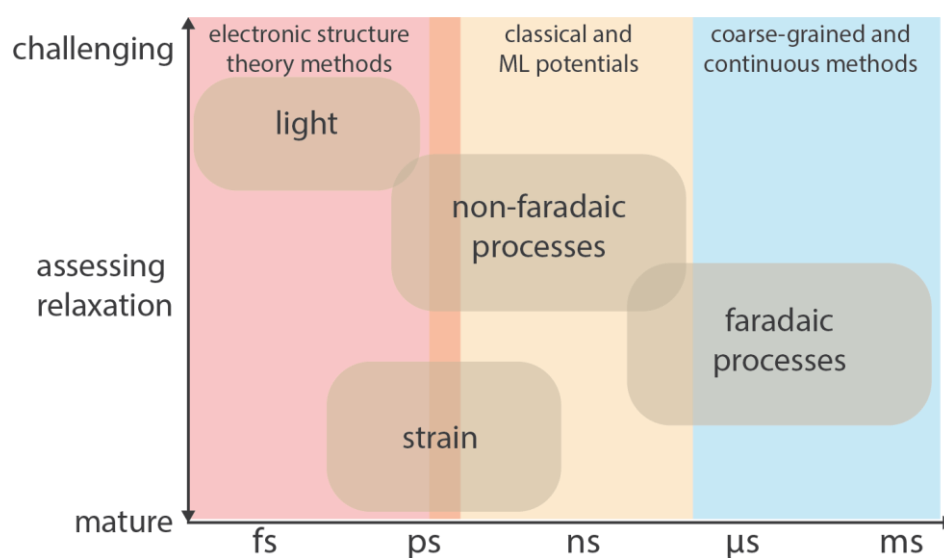 challenging
electronic structure
theory methods
classical and
ML potentials
coarse-grained and
continuous methods
light
non-faradaic
processes
assessing
relaxation
faradaic
processes
strain
mature
fs
ps
ns
μs
ms